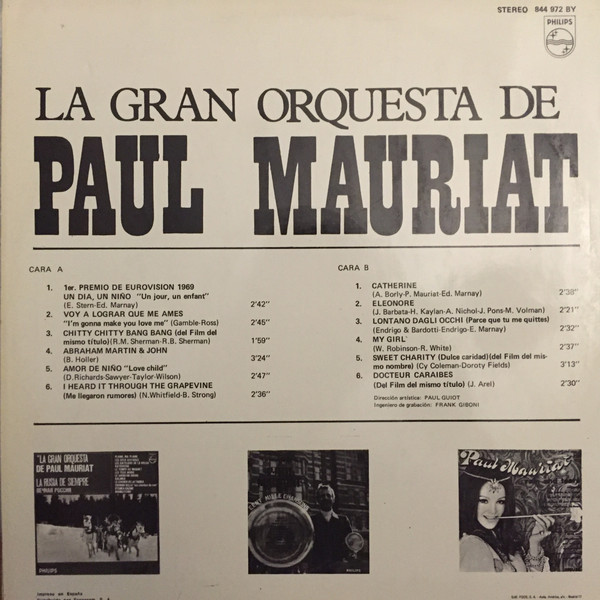 STEREO 844 972 BY
PHILIPS
LA GRAN ORQUESTA DE
PAUL MAURIAT
CARA A
1. 1er. PREMIO DE EUROVISION 1969
UN DIA, UN NIÑO "Un jour, un enfant"
(E. Stern-Ed. Marnay) 2'42"
2. VOY A LOGRAR QUE ME AMES
"I'm gonna make you love me" (Gamble-Ross) 2'45"
3. CHITTY CHITTY BANG BANG (del Film del
mismo título)(R.M. Sherman-R.B. Sherman) 1'59"
4. ABRAHAM MARTIN & JOHN
(B. Holler) 3'24"
5. AMOR DE NIÑO "Love child"
(D.Richards-Sawyer-Taylor-Wilson) 2'47"
6. I HEARD IT THROUGH THE GRAPEVINE
(Me llegaron rumores) (N.Whitfield-B. Strong) 2'36"
CARA B
1. CATHERINE
(A. Borly-P. Mauriat-Ed. Marnay) 2'38"
2. ELEONORE
(J. Barbata-H. Kaylan-A. Nichol-J. Pons-M. Volman) 2'21"
3. LONTANO DAGLI OCCHI (Parce que tu me quittes)
(Endrigo & Bardotti-Endrigo-E. Marnay) 2'32"
4. MY GIRL
(W. Robinson-R. White) 2'37"
5. SWEET CHARITY (Dulce caridad)(del Film del mis-
mo nombre) (Cy Coleman-Doroty Fields) 3'13"
6. DOCTEUR CARAIBES
(Del Film del mismo título) (J. Arel) 2'30"
Dirección artística: PAUL GUIOT
Ingeniero de grabación: FRANK GIBONI
"LA GRAN ORQUESTA
DE PAUL MAURIAT
LA RUSIA DE SIEMPRE
PHILIPS
PHILIPS
Paul Mauriat
Impreso en España